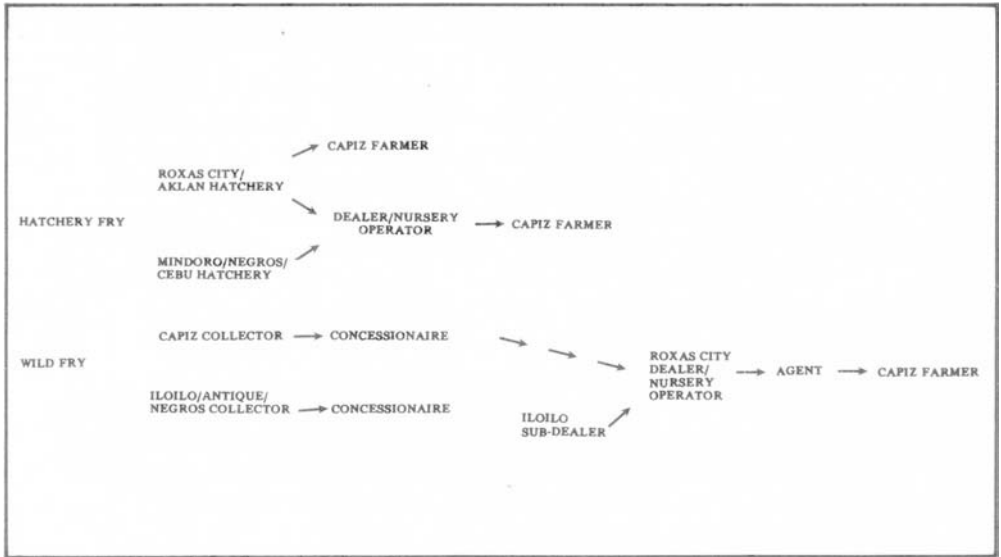 CAPIZ FARMER
ROXAS CITY/
AKLAN HATCHERY
HATCHERY FRY
DEALER/NURSERY
OPERATOR
CAPIZ FARMER
MINDORO/NEGROS/
CEBU HATCHERY
CAPIZ COLLECTOR
CONCESSIONAIRE
WILD FRY
ROXAS CITY
DEALER/
NURSERY
OPERATOR
AGENT
CAPIZ FARMER
ILOILO/ANTIQUE/
NEGROS COLLECTOR
CONCESSIONAIRE
ILOILO
SUB-DEALER